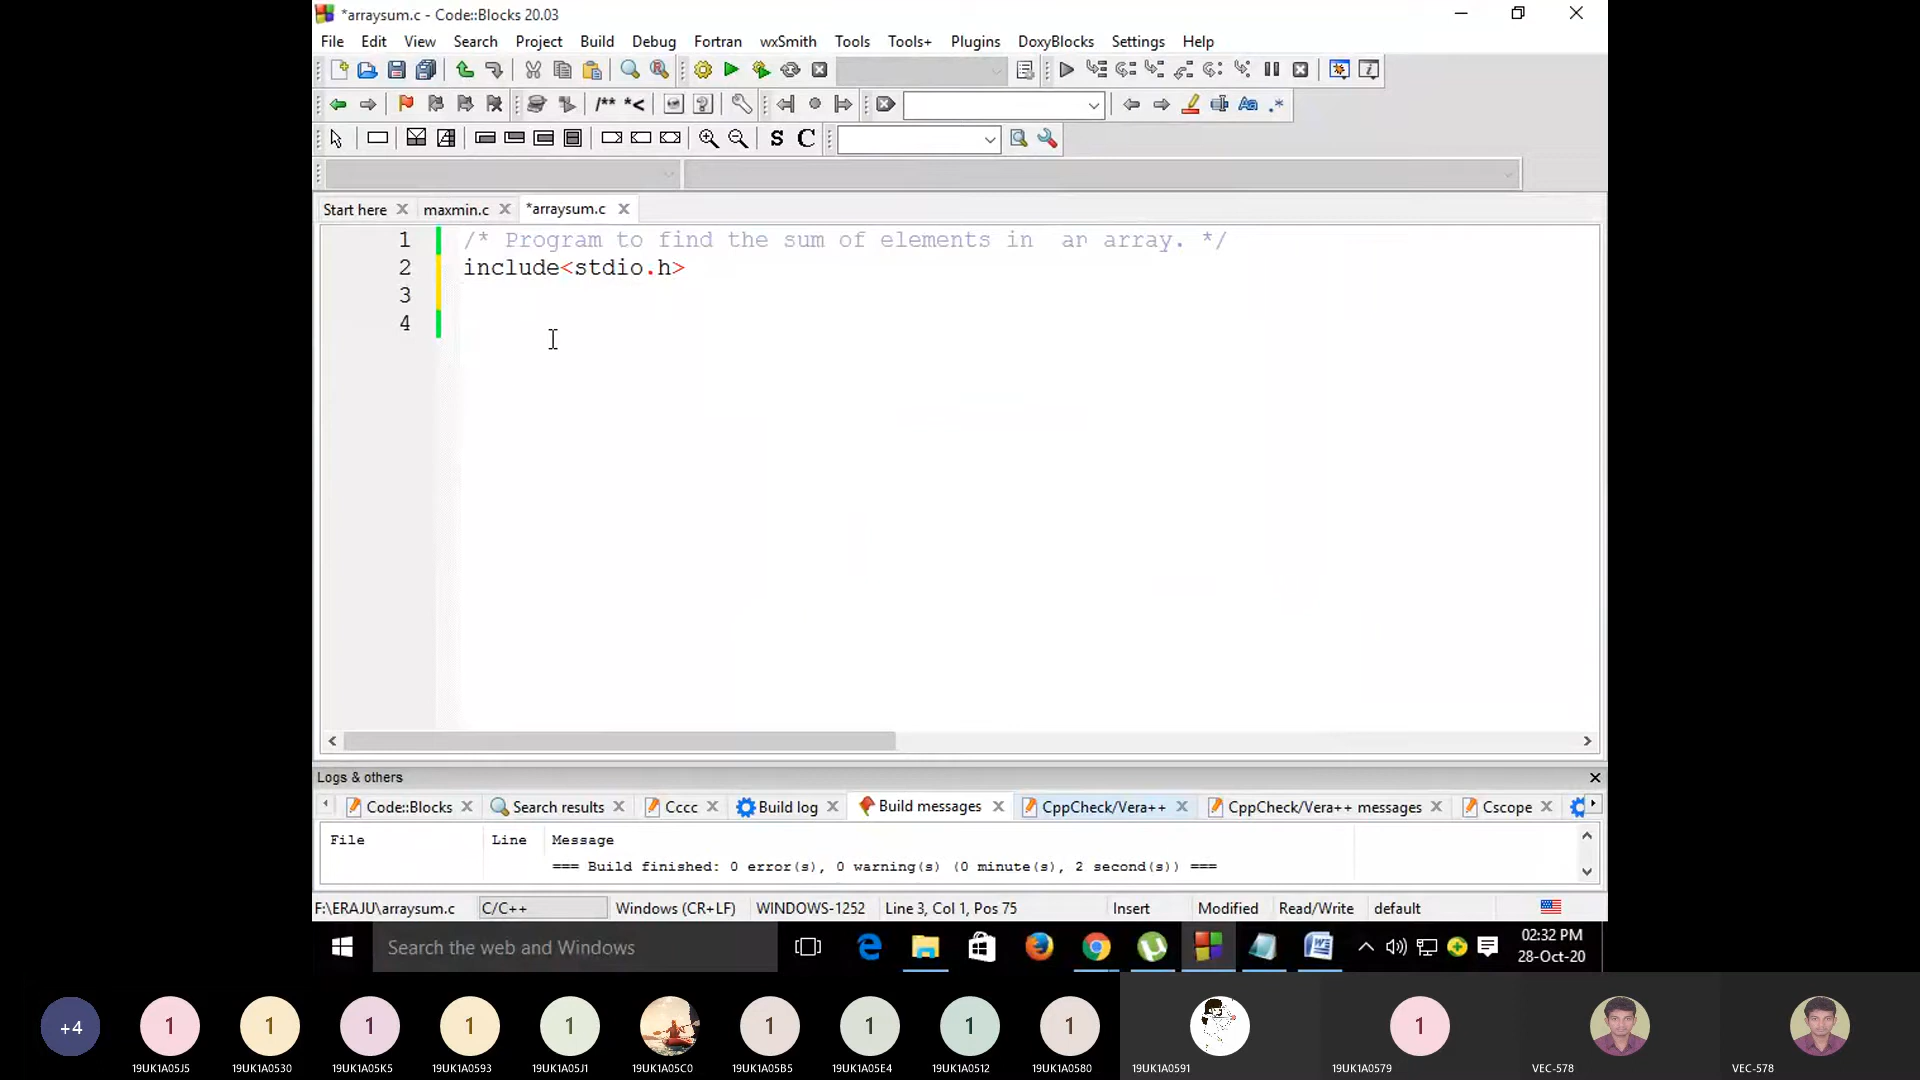 *arraysum.c - Code::Blocks 20.03
File Edit View Search Project Build Debug Fortran wxSmith Tools Tools+ Plugins DoxyBlocks Settings Help
/** *<
Aa .*
S C
Start here maxmin.c *arraysum.c
1 /* Program to find the sum of elements in  an array. */
2 include<stdio.h>
3
4
Logs & others
Code::Blocks Search results Cccc Build log Build messages CppCheck/Vera++ CppCheck/Vera++ messages Cscope
File Line Message
=== Build finished: 0 error(s), 0 warning(s) (0 minute(s), 2 second(s)) ===
F:\ERAJU\arraysum.c C/C++ Windows (CR+LF) WINDOWS-1252 Line 3, Col 1, Pos 75 Insert Modified Read/Write default
Search the web and Windows
02:32 PM
28-Oct-20
+4 1 1 1 1 1 1 1 1 1 1
19UK1A05J5 19UK1A0530 19UK1A05K5 19UK1A0593 19UK1A05J1 19UK1A05C0 19UK1A05B5 19UK1A05E4 19UK1A0512 19UK1A0580 19UK1A0591 19UK1A0579 VEC-578 VEC-578